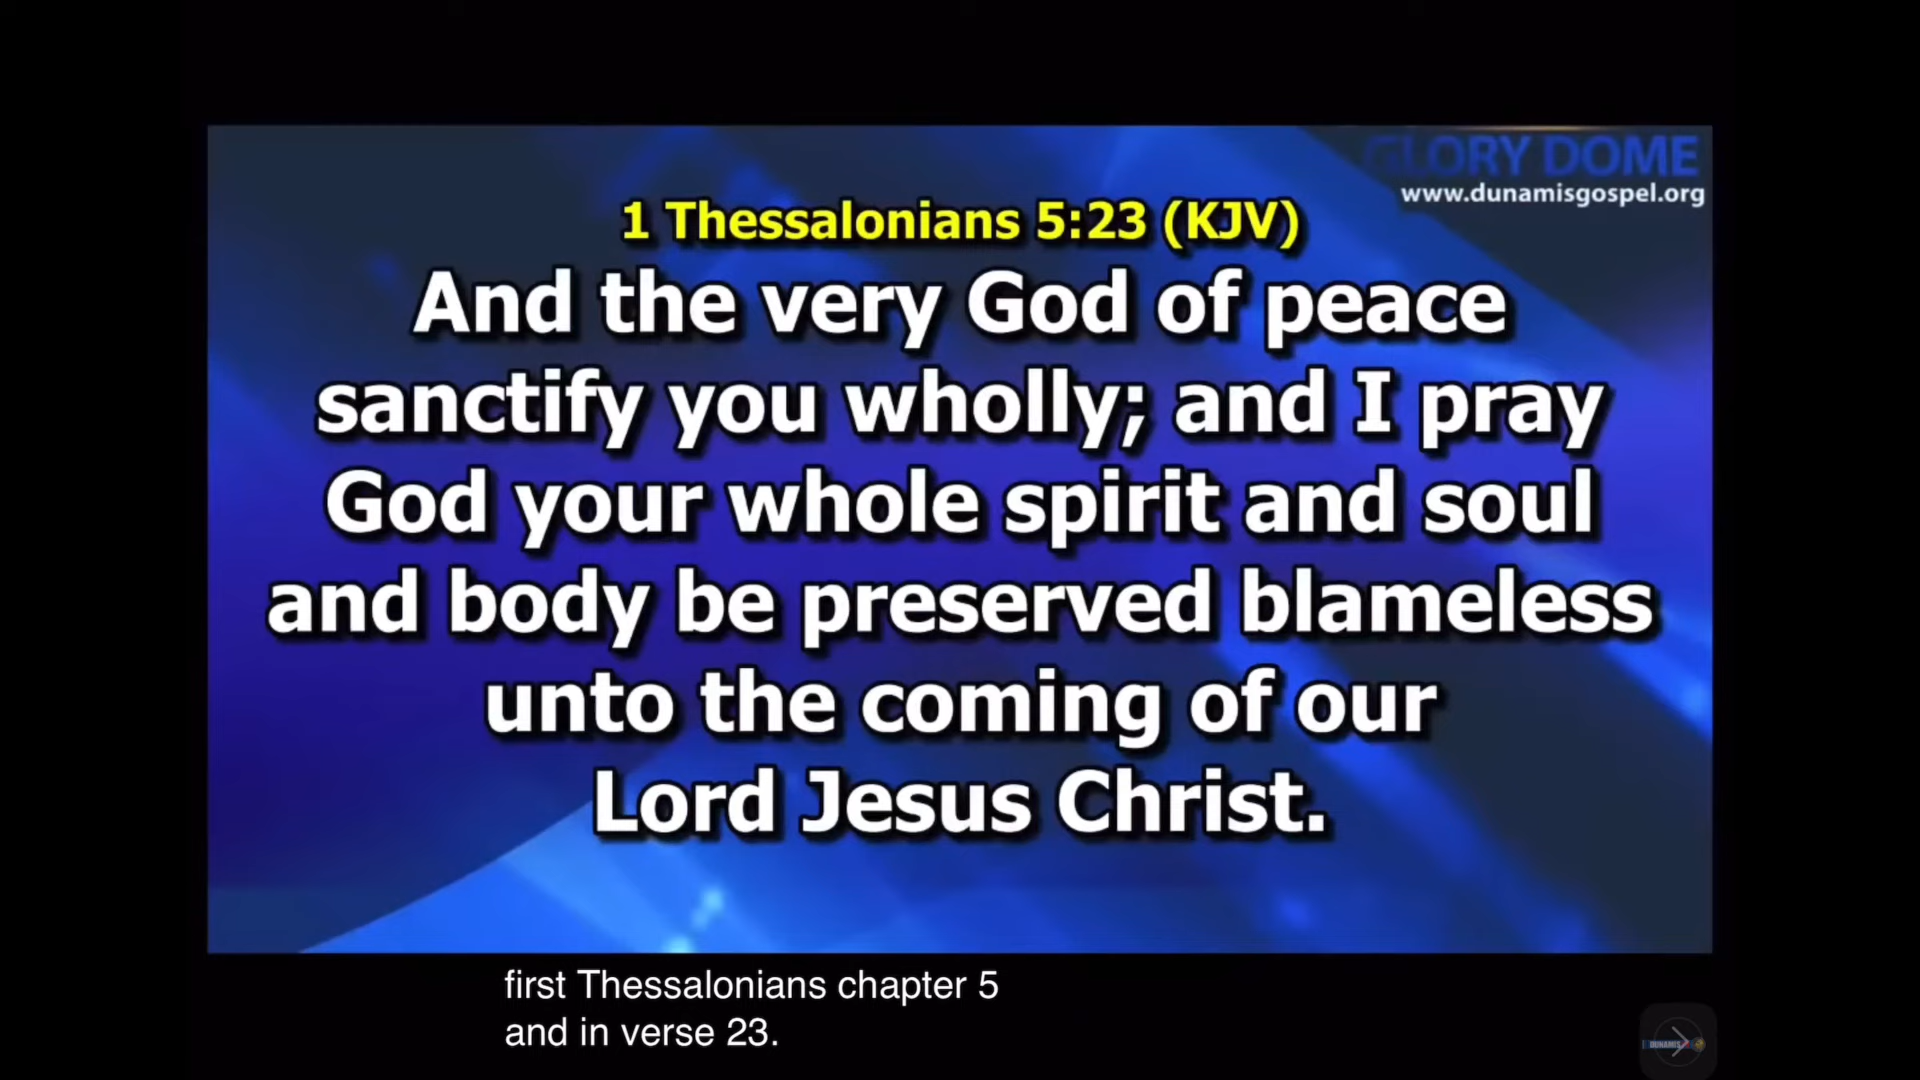 GLORY DOME
www.dunamisgospel.org
1 Thessalonians 5:23 (KJV)
And the very God of peace
sanctify you wholly; and I pray
God your whole spirit and soul
and body be preserved blameless
unto the coming of our
Lord Jesus Christ.
first Thessalonians chapter 5
and in verse 23.
DUNAMIS